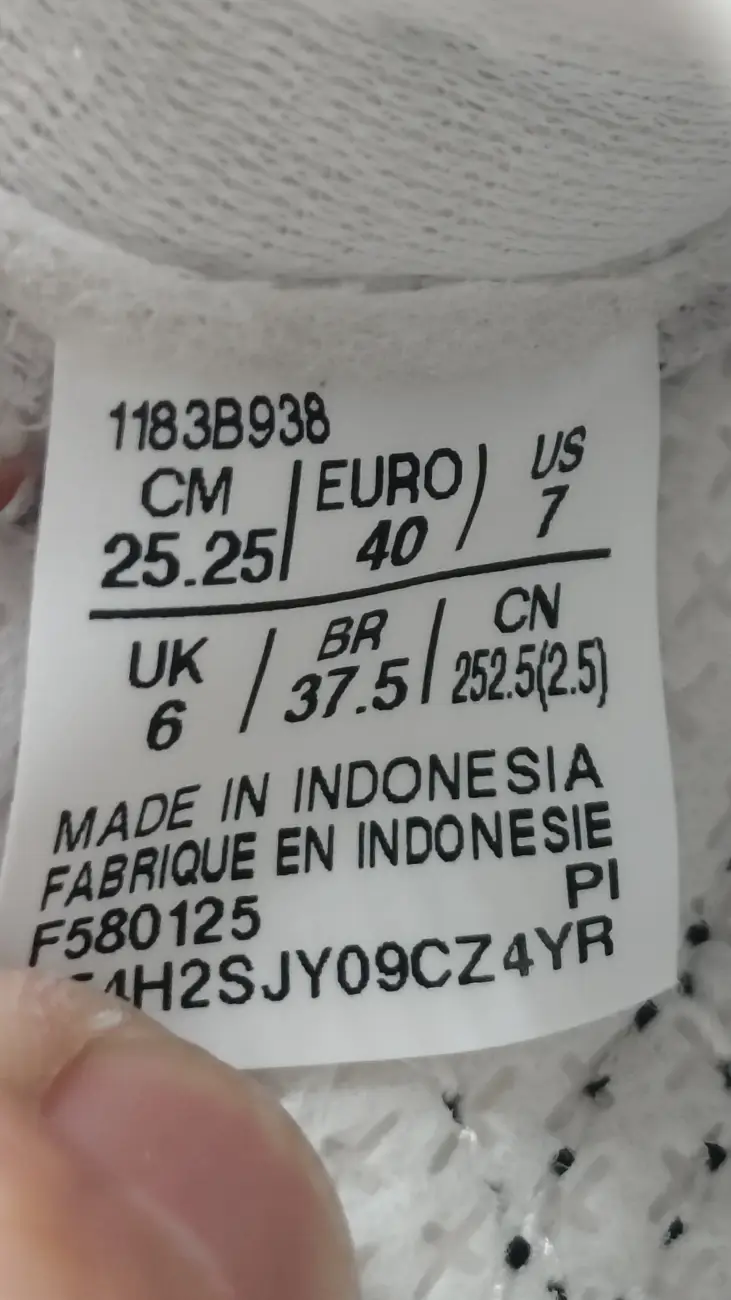 1183B938
CM / EURO / US
25.25 40 7
UK / BR / CN
6 37.5 252.5(2.5)
MADE IN INDONESIA
FABRIQUE EN INDONESIE
F580125 PI
4H2SJY09CZ4YR